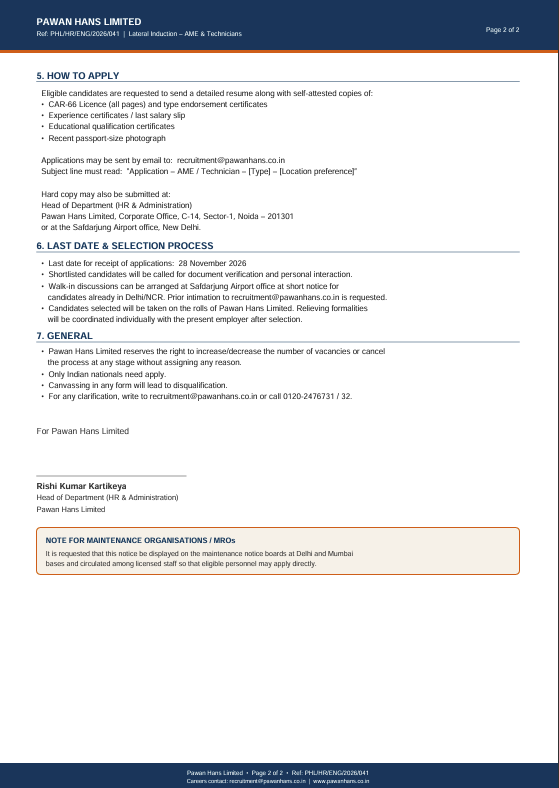 PAWAN HANS LIMITED
Ref: PHL/HR/ENG/2026/041 | Lateral Induction – AME & Technicians
Page 2 of 2
5. HOW TO APPLY
Eligible candidates are requested to send a detailed resume along with self-attested copies of:
• CAR-66 Licence (all pages) and type endorsement certificates
• Experience certificates / last salary slip
• Educational qualification certificates
• Recent passport-size photograph
Applications may be sent by email to: recruitment@pawanhans.co.in
Subject line must read: "Application – AME / Technician – [Type] – [Location preference]"
Hard copy may also be submitted at:
Head of Department (HR & Administration)
Pawan Hans Limited, Corporate Office, C-14, Sector-1, Noida – 201301
or at the Safdarjung Airport office, New Delhi.
6. LAST DATE & SELECTION PROCESS
• Last date for receipt of applications: 28 November 2026
• Shortlisted candidates will be called for document verification and personal interaction.
• Walk-in discussions can be arranged at Safdarjung Airport office at short notice for
candidates already in Delhi/NCR. Prior intimation to recruitment@pawanhans.co.in is requested.
• Candidates selected will be taken on the rolls of Pawan Hans Limited. Relieving formalities
will be coordinated individually with the present employer after selection.
7. GENERAL
• Pawan Hans Limited reserves the right to increase/decrease the number of vacancies or cancel
the process at any stage without assigning any reason.
• Only Indian nationals need apply.
• Canvassing in any form will lead to disqualification.
• For any clarification, write to recruitment@pawanhans.co.in or call 0120-2476731 / 32.
For Pawan Hans Limited
Rishi Kumar Kartikeya
Head of Department (HR & Administration)
Pawan Hans Limited
NOTE FOR MAINTENANCE ORGANISATIONS / MROs
It is requested that this notice be displayed on the maintenance notice boards at Delhi and Mumbai
bases and circulated among licensed staff so that eligible personnel may apply directly.
Pawan Hans Limited • Page 2 of 2 • Ref: PHL/HR/ENG/2026/041
Careers contact: recruitment@pawanhans.co.in | www.pawanhans.co.in